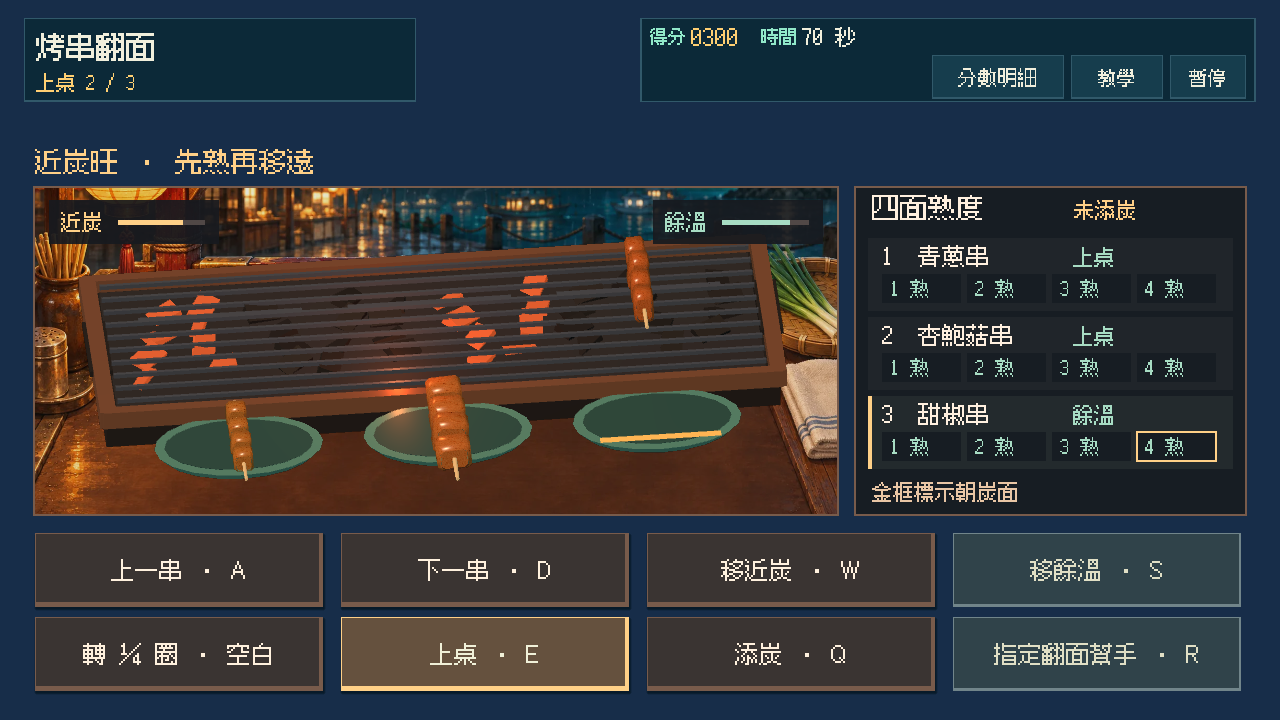 烤串翻面
上桌 2 / 3
得分 0300 時間 70 秒
分數明細
教學
暫停
近炭旺 · 先熟再移遠
近炭
餘溫
四面熟度 未添炭
1 青蔥串 上桌
1 熟 2 熟 3 熟 4 熟
2 杏鮑菇串 上桌
1 熟 2 熟 3 熟 4 熟
3 甜椒串 餘溫
1 熟 2 熟 3 熟 4 熟
金框標示朝炭面
上一串 · A
下一串 · D
移近炭 · W
移餘溫 · S
轉 ¼ 圈 · 空白
上桌 · E
添炭 · Q
指定翻面幫手 · R